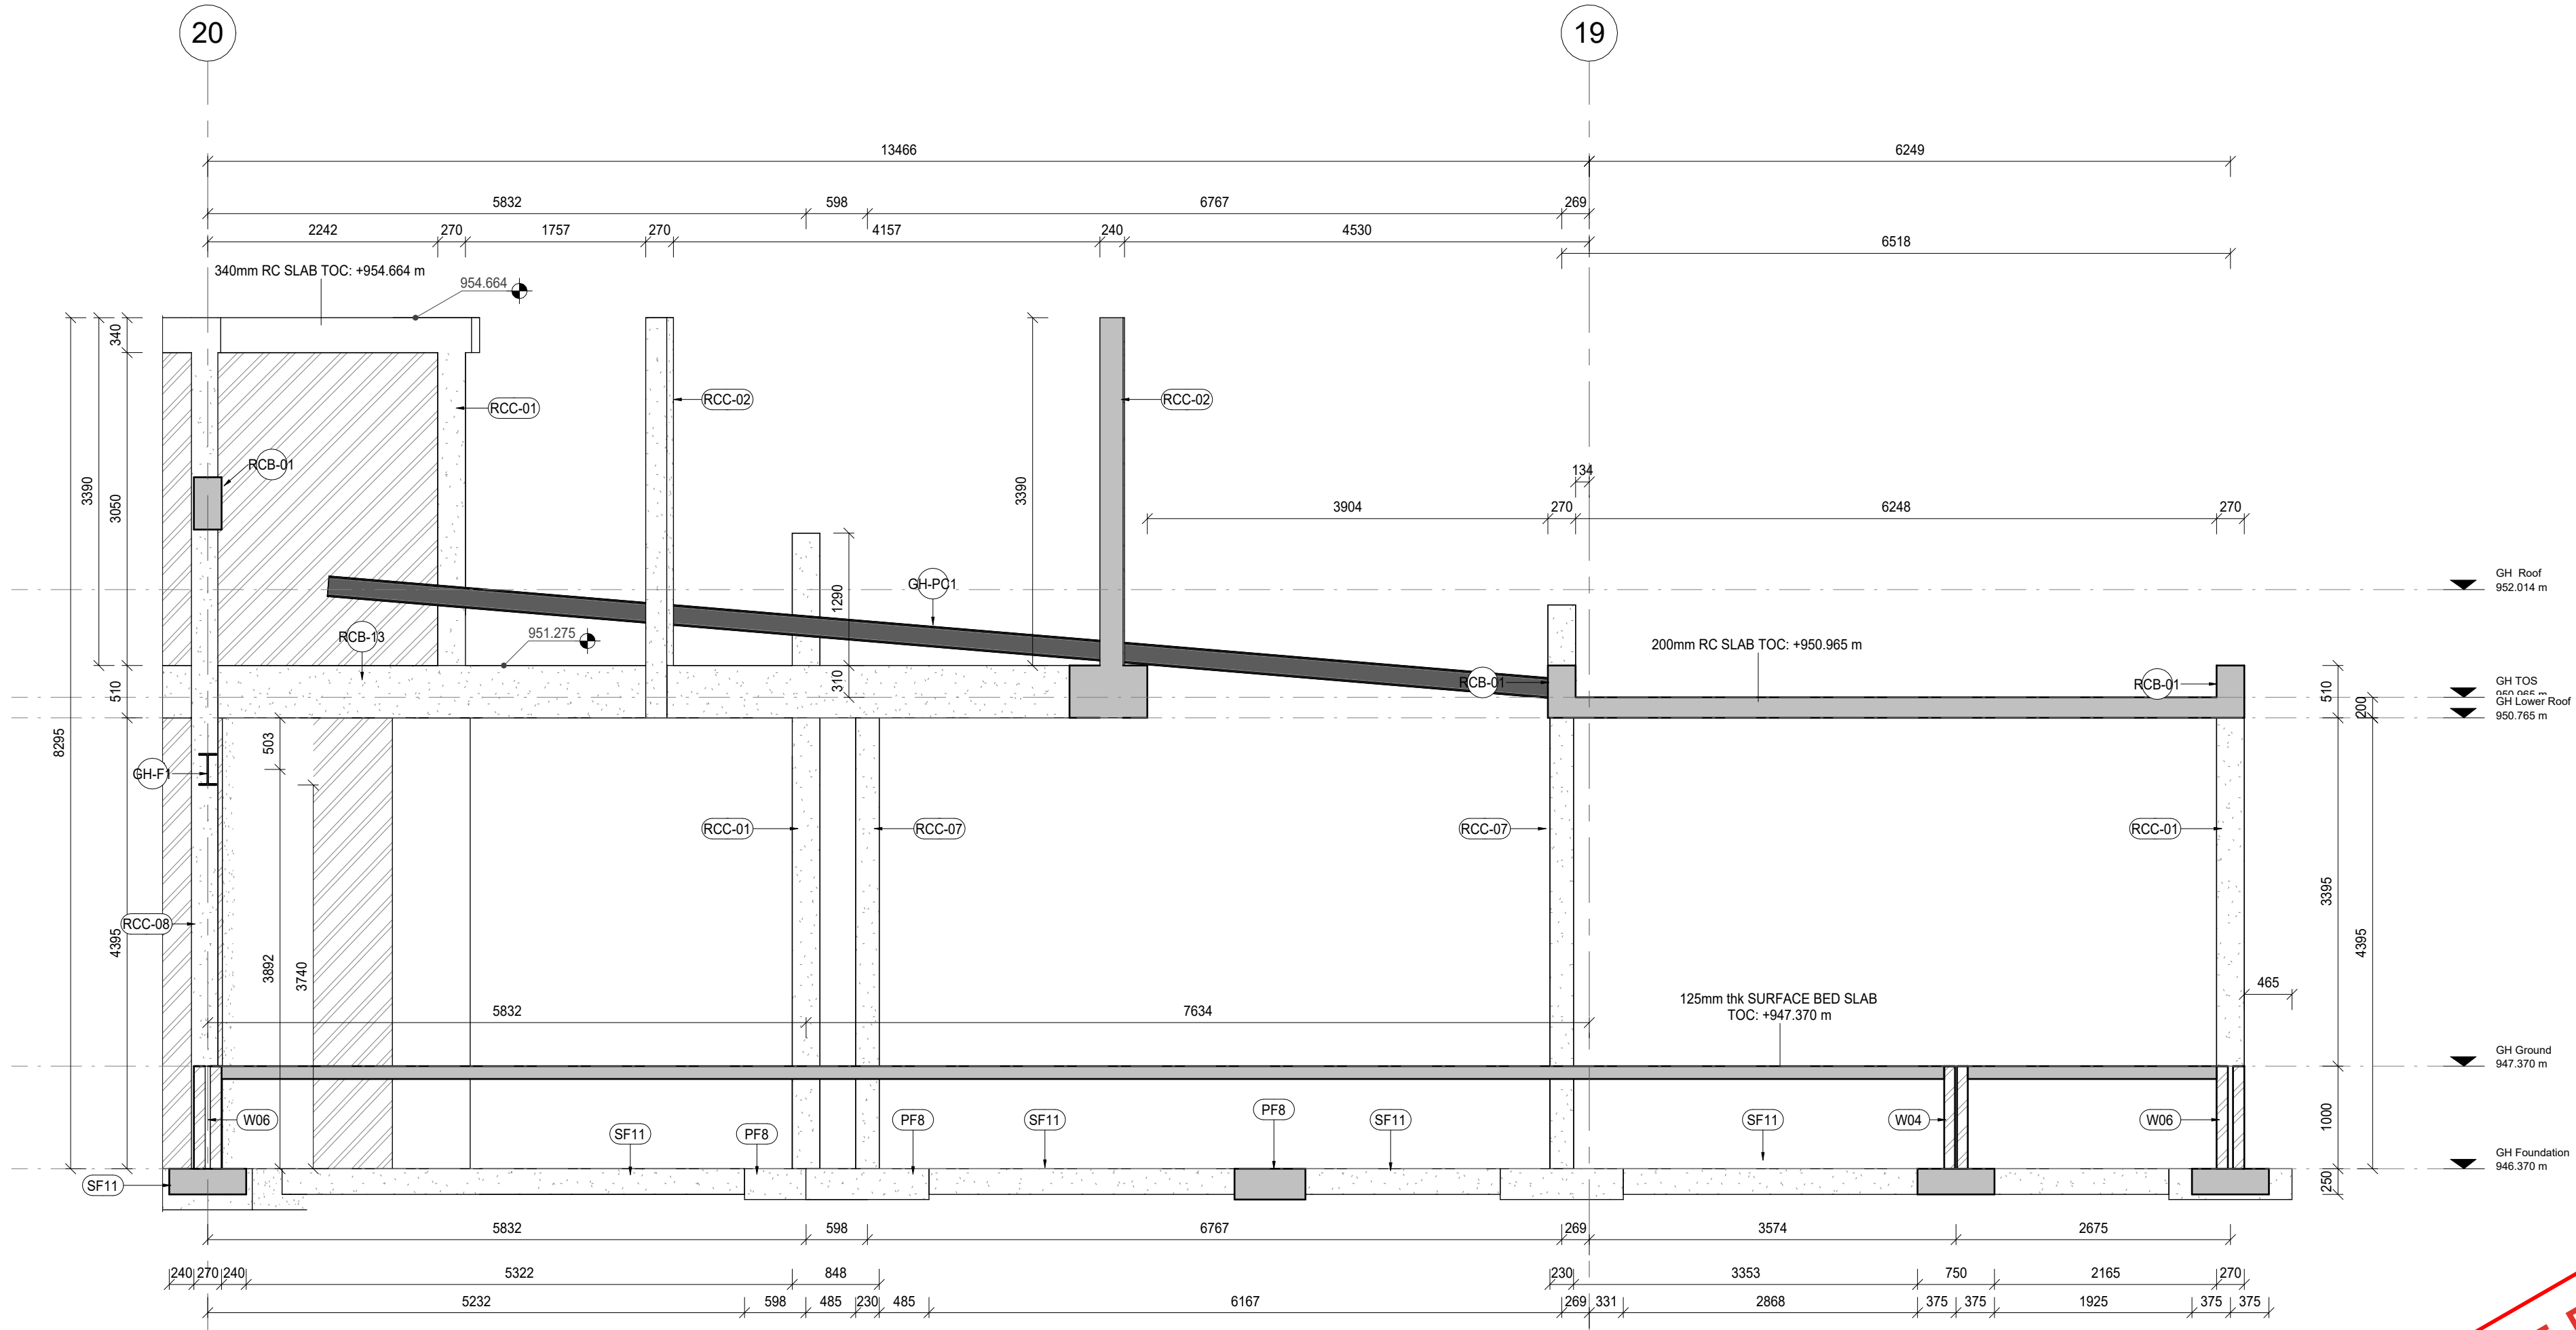 20
19
13466
6249
5832
598
6767
269
2242
270
1757
270
4157
240
4530
6518
340mm RC SLAB TOC: +954.664 m
954.664
340
RCC-01
RCC-02
RCC-02
RCB-01
3390
3050
3390
134
3904
270
6248
270
GH Roof
952.014 m
GH-PC1
1290
RCB-13
951.275
200mm RC SLAB TOC: +950.965 m
510
310
RCB-01
RCB-01
510
200
GH TOS
950.965 m
GH Lower Roof
950.765 m
8295
503
GH-F1
RCC-01
RCC-07
RCC-07
RCC-01
RCC-08
4395
3892
3740
3395
4395
465
125mm thk SURFACE BED SLAB
TOC: +947.370 m
5832
7634
GH Ground
947.370 m
W06
SF11
PF8
PF8
SF11
PF8
SF11
SF11
W04
W06
1000
SF11
250
GH Foundation
946.370 m
5832
598
6767
269
3574
2675
240
270
240
5322
848
230
3353
750
2165
270
5232
598
485
230
485
6167
269
331
2868
375
375
1925
375
375